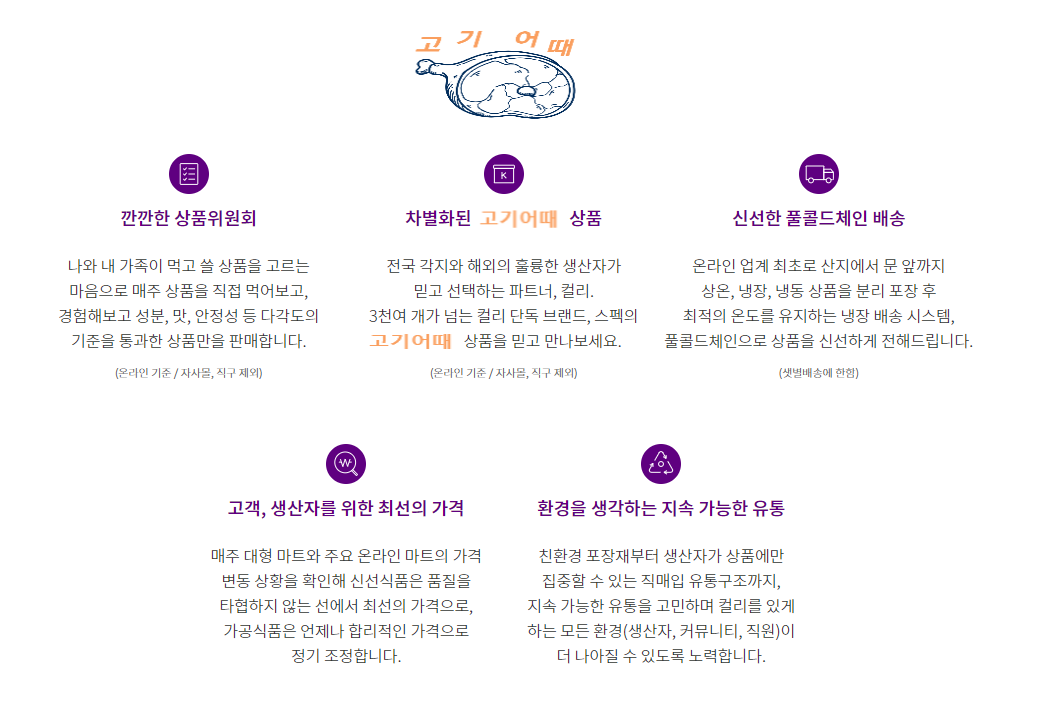 고기 어때
깐깐한 상품위원회
나와 내 가족이 먹고 쓸 상품을 고르는
마음으로 매주 상품을 직접 먹어보고,
경험해보고 성분, 맛, 안정성 등 다각도의
기준을 통과한 상품만을 판매합니다.
(온라인 기준 / 자사몰, 직구 제외)
K
차별화된 고기어때 상품
전국 각지와 해외의 훌륭한 생산자가
믿고 선택하는 파트너, 컬리.
3천여 개가 넘는 컬리 단독 브랜드, 스펙의
고기어때 상품을 믿고 만나보세요.
(온라인 기준 / 자사몰, 직구 제외)
신선한 풀콜드체인 배송
온라인 업계 최초로 산지에서 문 앞까지
상온, 냉장, 냉동 상품을 분리 포장 후
최적의 온도를 유지하는 냉장 배송 시스템,
풀콜드체인으로 상품을 신선하게 전해드립니다.
(샛별배송에 한함)
고객, 생산자를 위한 최선의 가격
매주 대형 마트와 주요 온라인 마트의 가격
변동 상황을 확인해 신선식품은 품질을
타협하지 않는 선에서 최선의 가격으로,
가공식품은 언제나 합리적인 가격으로
정기 조정합니다.
환경을 생각하는 지속 가능한 유통
친환경 포장재부터 생산자가 상품에만
집중할 수 있는 직매입 유통구조까지,
지속 가능한 유통을 고민하며 컬리를 있게
하는 모든 환경(생산자, 커뮤니티, 직원)이
더 나아질 수 있도록 노력합니다.